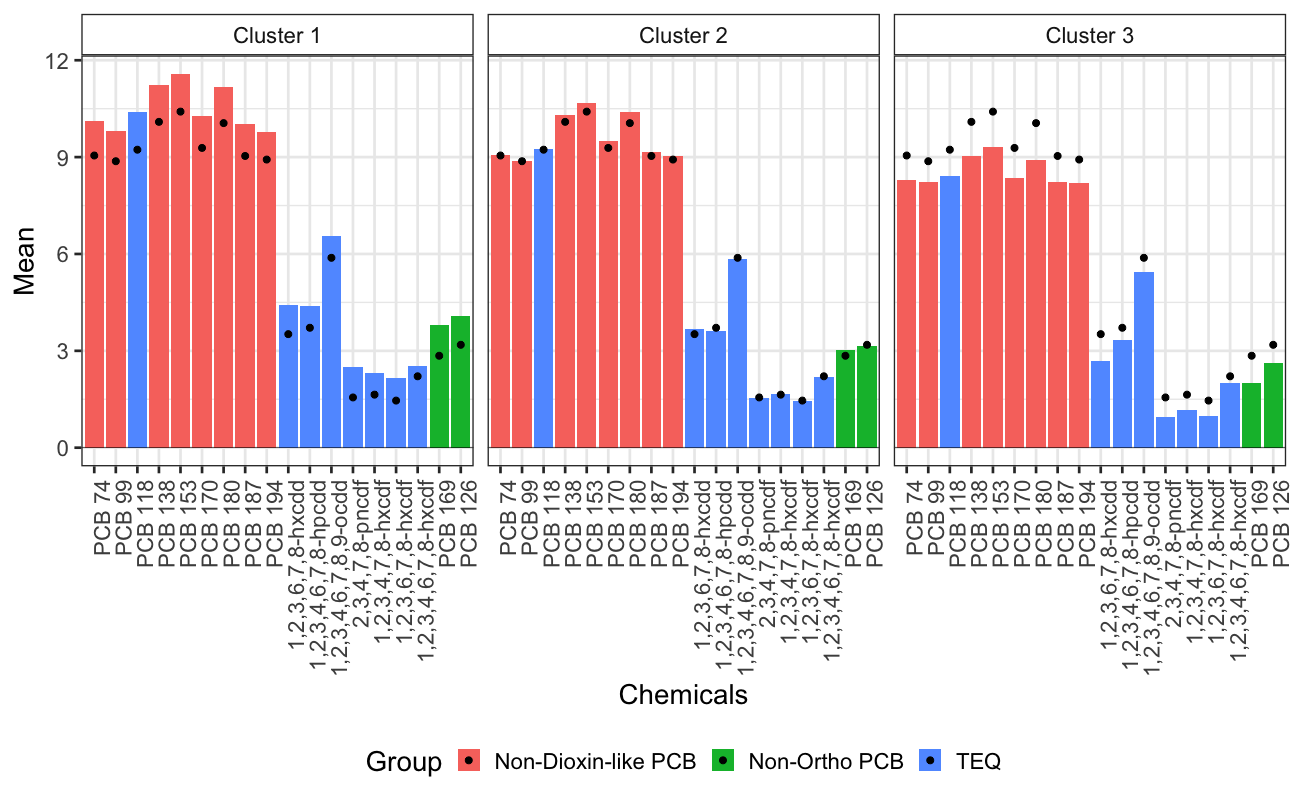 Cluster 1
Cluster 2
Cluster 3
12
9
6
3
0
Mean
PCB 74
PCB 99
PCB 118
PCB 138
PCB 153
PCB 170
PCB 180
PCB 187
PCB 194
1,2,3,6,7,8-hxcdd
1,2,3,4,6,7,8-hpcdd
1,2,3,4,6,7,8,9-ocdd
2,3,4,7,8-pncdf
1,2,3,4,7,8-hxcdf
1,2,3,6,7,8-hxcdf
1,2,3,4,6,7,8-hxcdf
PCB 169
PCB 126
PCB 74
PCB 99
PCB 118
PCB 138
PCB 153
PCB 170
PCB 180
PCB 187
PCB 194
1,2,3,6,7,8-hxcdd
1,2,3,4,6,7,8-hpcdd
1,2,3,4,6,7,8,9-ocdd
2,3,4,7,8-pncdf
1,2,3,4,7,8-hxcdf
1,2,3,6,7,8-hxcdf
1,2,3,4,6,7,8-hxcdf
PCB 169
PCB 126
PCB 74
PCB 99
PCB 118
PCB 138
PCB 153
PCB 170
PCB 180
PCB 187
PCB 194
1,2,3,6,7,8-hxcdd
1,2,3,4,6,7,8-hpcdd
1,2,3,4,6,7,8,9-ocdd
2,3,4,7,8-pncdf
1,2,3,4,7,8-hxcdf
1,2,3,6,7,8-hxcdf
1,2,3,4,6,7,8-hxcdf
PCB 169
PCB 126
Chemicals
Group Non-Dioxin-like PCB Non-Ortho PCB TEQ